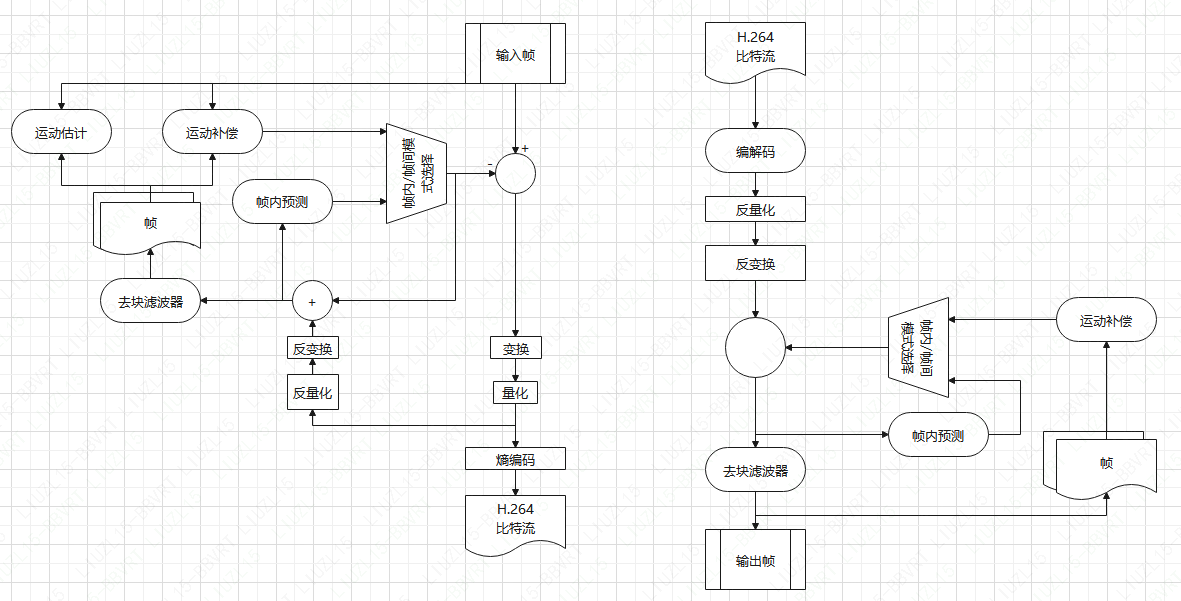 输入帧
运动估计
运动补偿
帧内/帧间模
式选择
+
-
帧内预测
帧
去块滤波器
+
反变换
变换
反量化
量化
熵编码
H.264
比特流
H.264
比特流
编解码
反量化
反变换
帧内/帧间
模式选择
运动补偿
帧内预测
去块滤波器
帧
输出帧